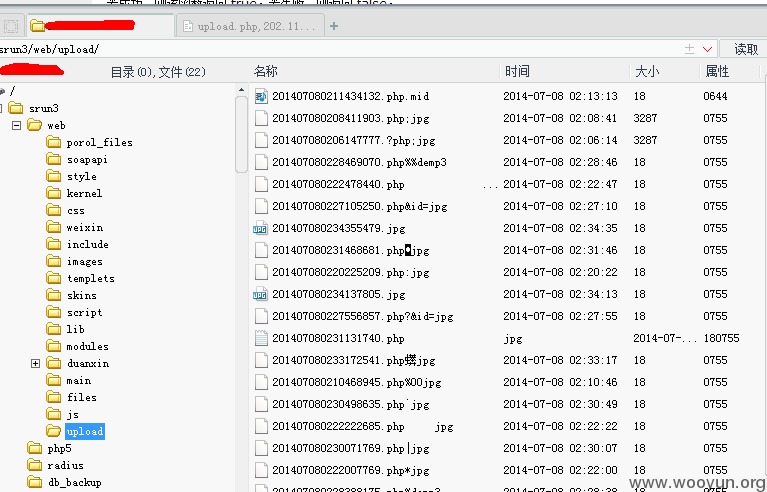 upload.php,202.11...
srun3/web/upload/
读取
目录(0),文件(22)
名称 时间 大小 属性
/
srun3
web
porol_files
soapapi
style
kernel
css
weixin
include
images
templets
skins
script
lib
modules
duanxin
main
files
js
upload
php5
radius
db_backup
201407080211434132.php.mid 2014-07-08 02:13:13 18 0644
201407080208411903.php;jpg 2014-07-08 02:08:41 3287 0755
201407080206147777.?php;jpg 2014-07-08 02:06:14 3287 0755
201407080228469070.php%%demp3 2014-07-08 02:28:46 18 0755
201407080222478440.php ... 2014-07-08 02:22:47 18 0755
201407080227105250.php&id=jpg 2014-07-08 02:27:10 18 0755
201407080234355479.jpg 2014-07-08 02:34:35 18 0755
201407080231468681.php jpg 2014-07-08 02:31:46 18 0755
201407080220225209.php:jpg 2014-07-08 02:20:22 18 0755
201407080234137805.jpg 2014-07-08 02:34:13 18 0755
201407080227556857.php?&id=jpg 2014-07-08 02:27:55 18 0755
201407080231131740.php jpg 2014-07-... 180755
201407080233172541.php jpg 2014-07-08 02:33:17 18 0755
201407080210468945.php%00jpg 2014-07-08 02:10:46 18 0755
201407080230498635.php`jpg 2014-07-08 02:30:49 18 0755
201407080222222685.php jpg 2014-07-08 02:22:22 18 0755
201407080230071769.php|jpg 2014-07-08 02:30:07 18 0755
201407080222007769.php*jpg 2014-07-08 02:22:00 18 0755
www.wooyun.org